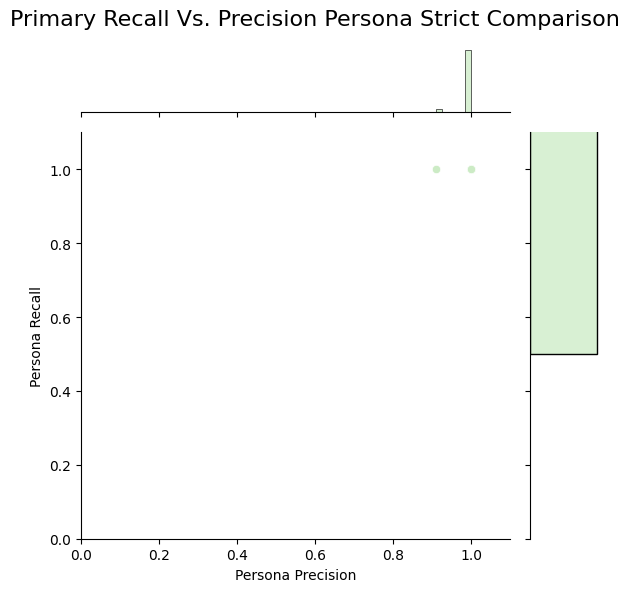 Primary Recall Vs. Precision Persona Strict Comparison
1.0
0.8
0.6
0.4
0.2
0.0
Persona Recall
0.0 0.2 0.4 0.6 0.8 1.0
Persona Precision